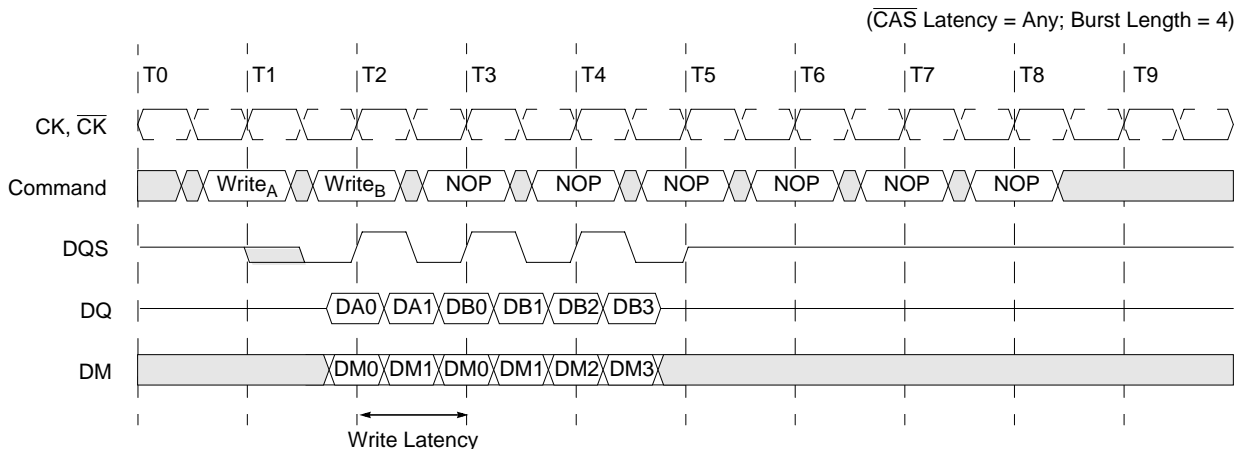 (CAS Latency = Any; Burst Length = 4)
T0 T1 T2 T3 T4 T5 T6 T7 T8 T9
CK, CK
Command WriteA WriteB NOP NOP NOP NOP NOP NOP
DQS
DQ DA0 DA1 DB0 DB1 DB2 DB3
DM DM0 DM1 DM0 DM1 DM2 DM3
Write Latency